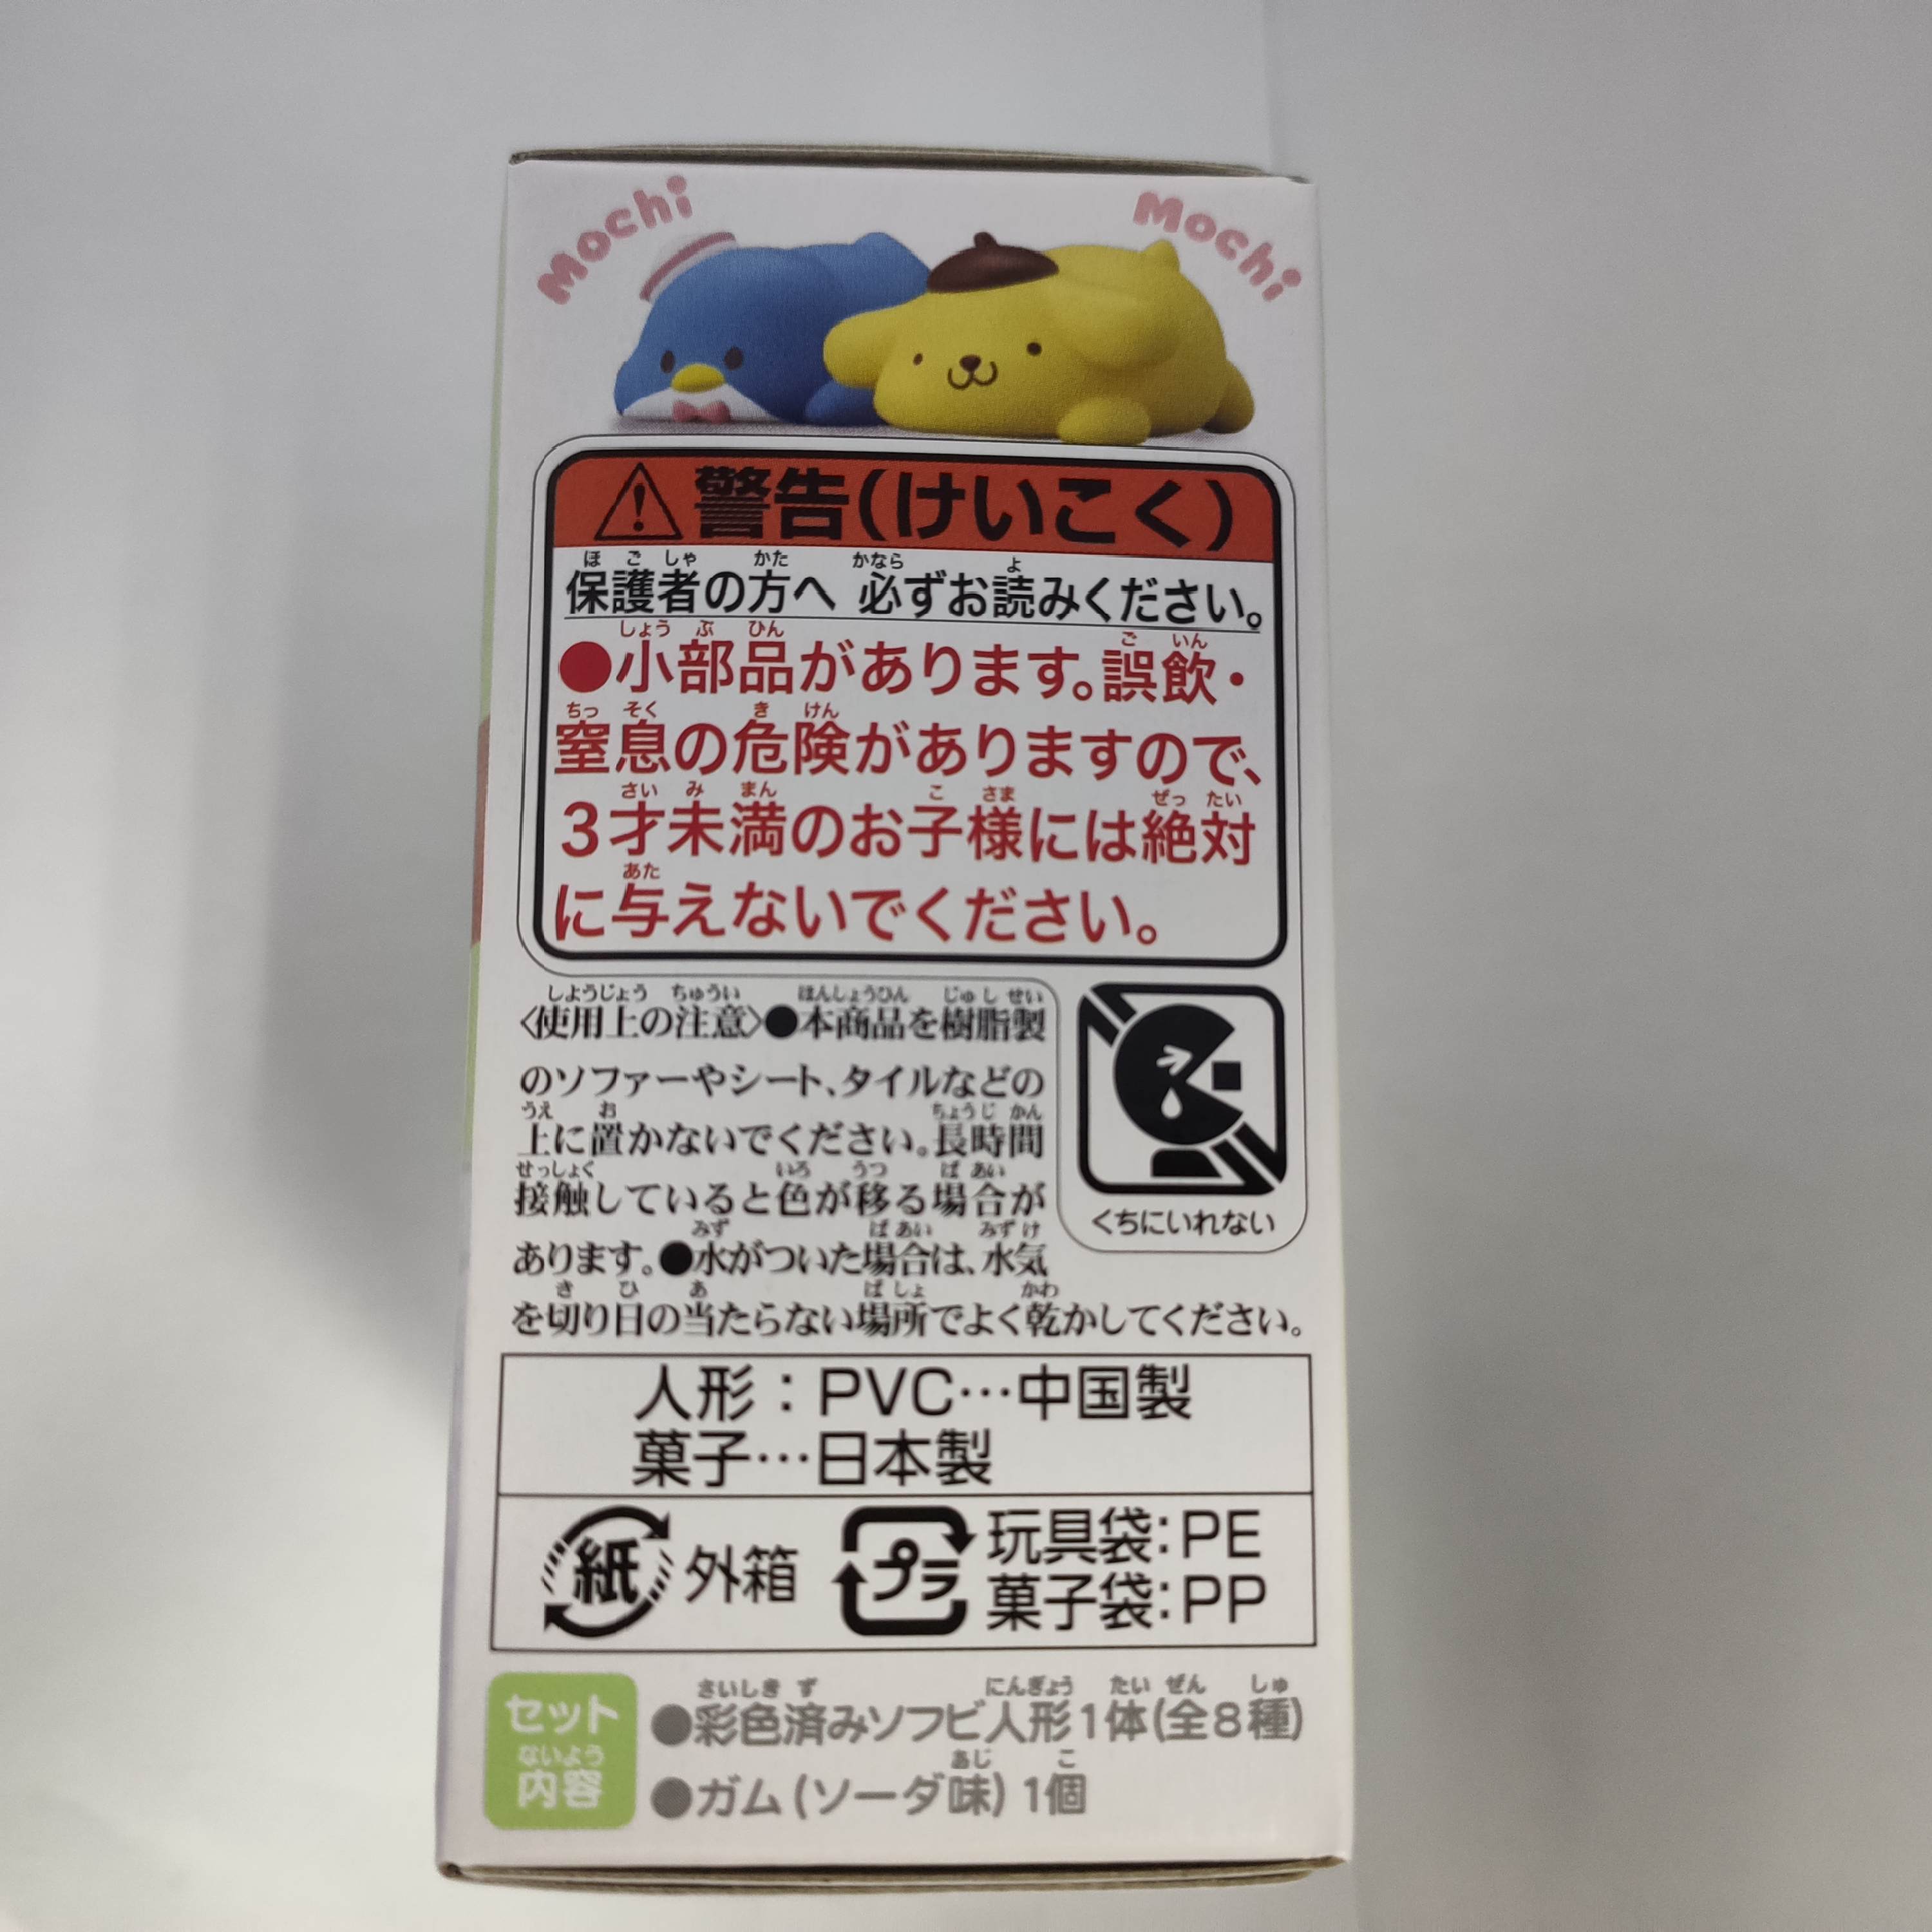 Mochi Mochi
警告(けいこく)
ほごしゃ かた かなら よ
保護者の方へ 必ずお読みください。
しょう ぶ ひん ご いん
●小部品があります。誤飲・
ちっ そく き けん
窒息の危険がありますので、
さい み まん こ さま ぜっ たい
3才未満のお子様には絶対
あた
に与えないでください。
しようじょう ちゅうい ほんしょうひん じゅ し せい
〈使用上の注意〉●本商品を樹脂製
のソファーやシート、タイルなどの
うえ お ちょうじ かん
上に置かないでください。長時間
せっしょく いろ うつ ば あい
接触していると色が移る場合が
みず ば あい みず け
あります。●水がついた場合は、水気
き ひ あ ば しょ かわ
を切り日の当たらない場所でよく乾かしてください。
くちにいれない
人形:PVC…中国製
菓子…日本製
紙 外箱
プラ 玩具袋:PE
菓子袋:PP
セット
ないよう
内容
さいしき ず にんぎょう たい ぜん しゅ
●彩色済みソフビ人形1体(全8種)
あじ こ
●ガム(ソーダ味)1個